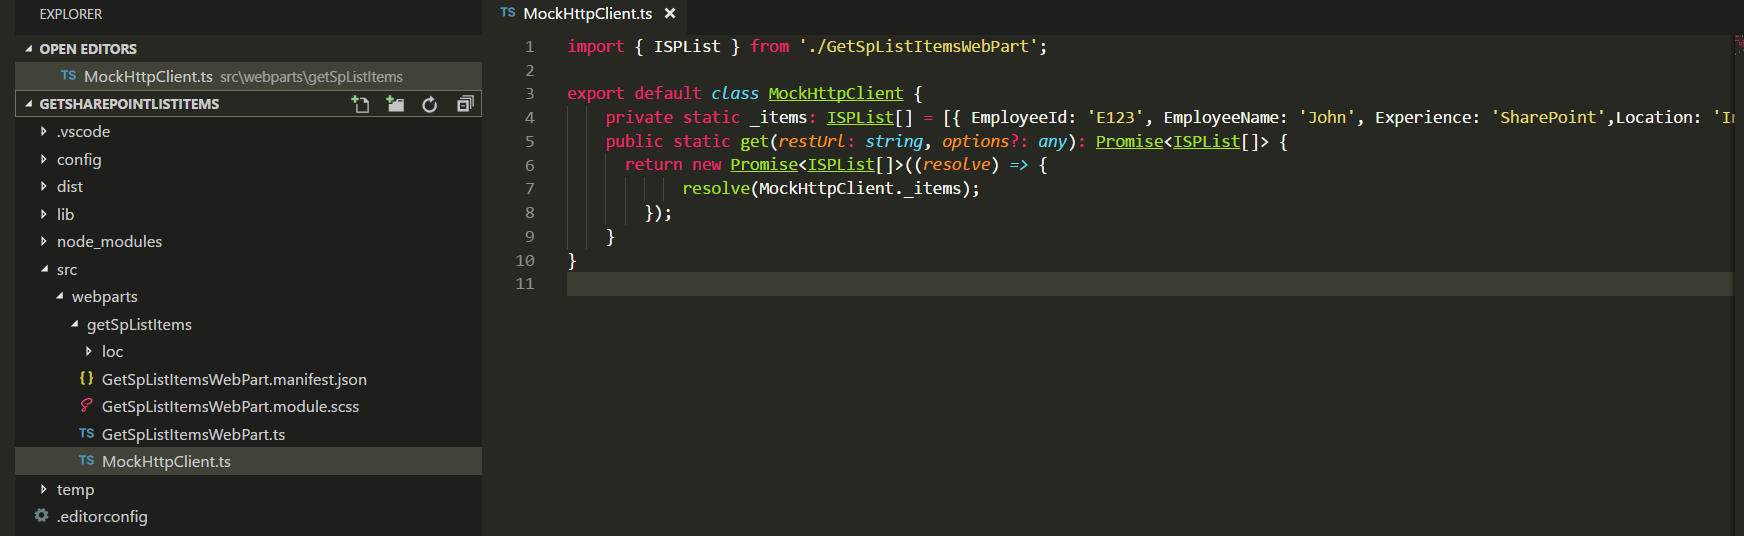 EXPLORER
OPEN EDITORS
TS MockHttpClient.ts src\webparts\getSpListItems
GETSHAREPOINTLISTITEMS
.vscode
config
dist
lib
node_modules
src
webparts
getSpListItems
loc
{} GetSpListItemsWebPart.manifest.json
GetSpListItemsWebPart.module.scss
TS GetSpListItemsWebPart.ts
TS MockHttpClient.ts
temp
.editorconfig
TS MockHttpClient.ts ×
1 import { ISPList } from './GetSpListItemsWebPart';
2
3 export default class MockHttpClient {
4 private static _items: ISPList[] = [{ EmployeeId: 'E123', EmployeeName: 'John', Experience: 'SharePoint',Location: 'In
5 public static get(restUrl: string, options?: any): Promise<ISPList[]> {
6 return new Promise<ISPList[]>((resolve) => {
7 resolve(MockHttpClient._items);
8 });
9 }
10 }
11